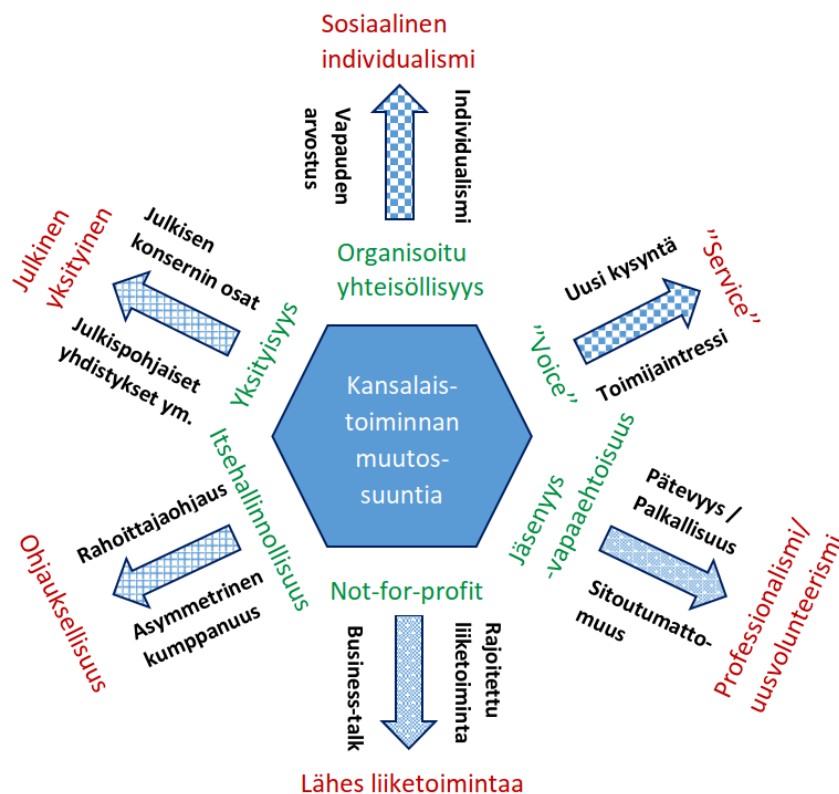 Sosiaalinen
individualismi
Vapauden
arvostus
Individualismi
Organisoitu
yhteisöllisyys
Julkinen
yksityinen
Julkisen
konsernin osat
Julkispohjaiset
yhdistykset ym.
Yksityisyys
Uusi kysyntä
"Service"
"Voice"
Toimijaintressi
Kansalais-
toiminnan
muutos-
suuntia
Itsehallinnollisuus
Rahoittajaohjaus
Ohjauksellisuus
Asymmetrinen
kumppanuus
Jäsenyys
-vapaaehtoisuus
Pätevyys /
Palkallisuus
Sitoutumatto-
muus
Professionalismi/
uusvolunteerismi
Not-for-profit
Business-talk
Rajoitettu
liiketoiminta
Lähes liiketoimintaa